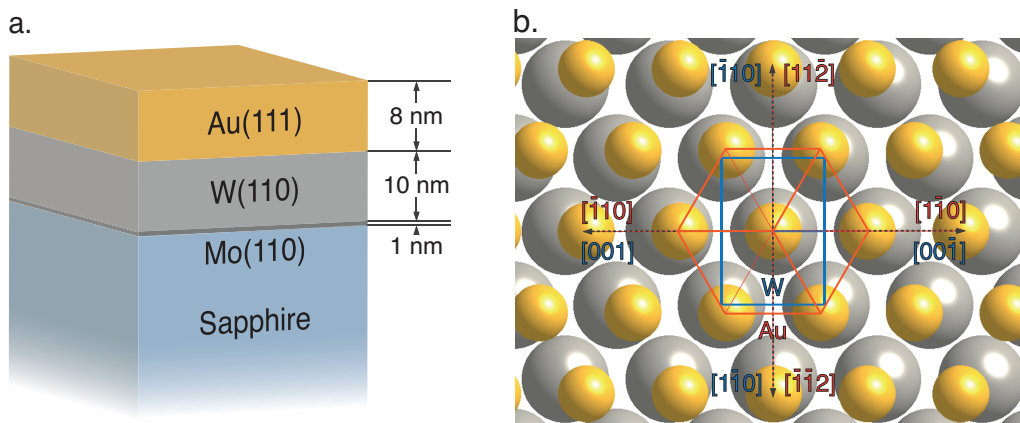 a.
Au(111)
8 nm
W(110)
10 nm
Mo(110)
1 nm
Sapphire
b.
[1̄10] [112̄]
[1̄10] [11̄0]
[001] [001̄]
W
Au
[11̄0] [1̄1̄2]